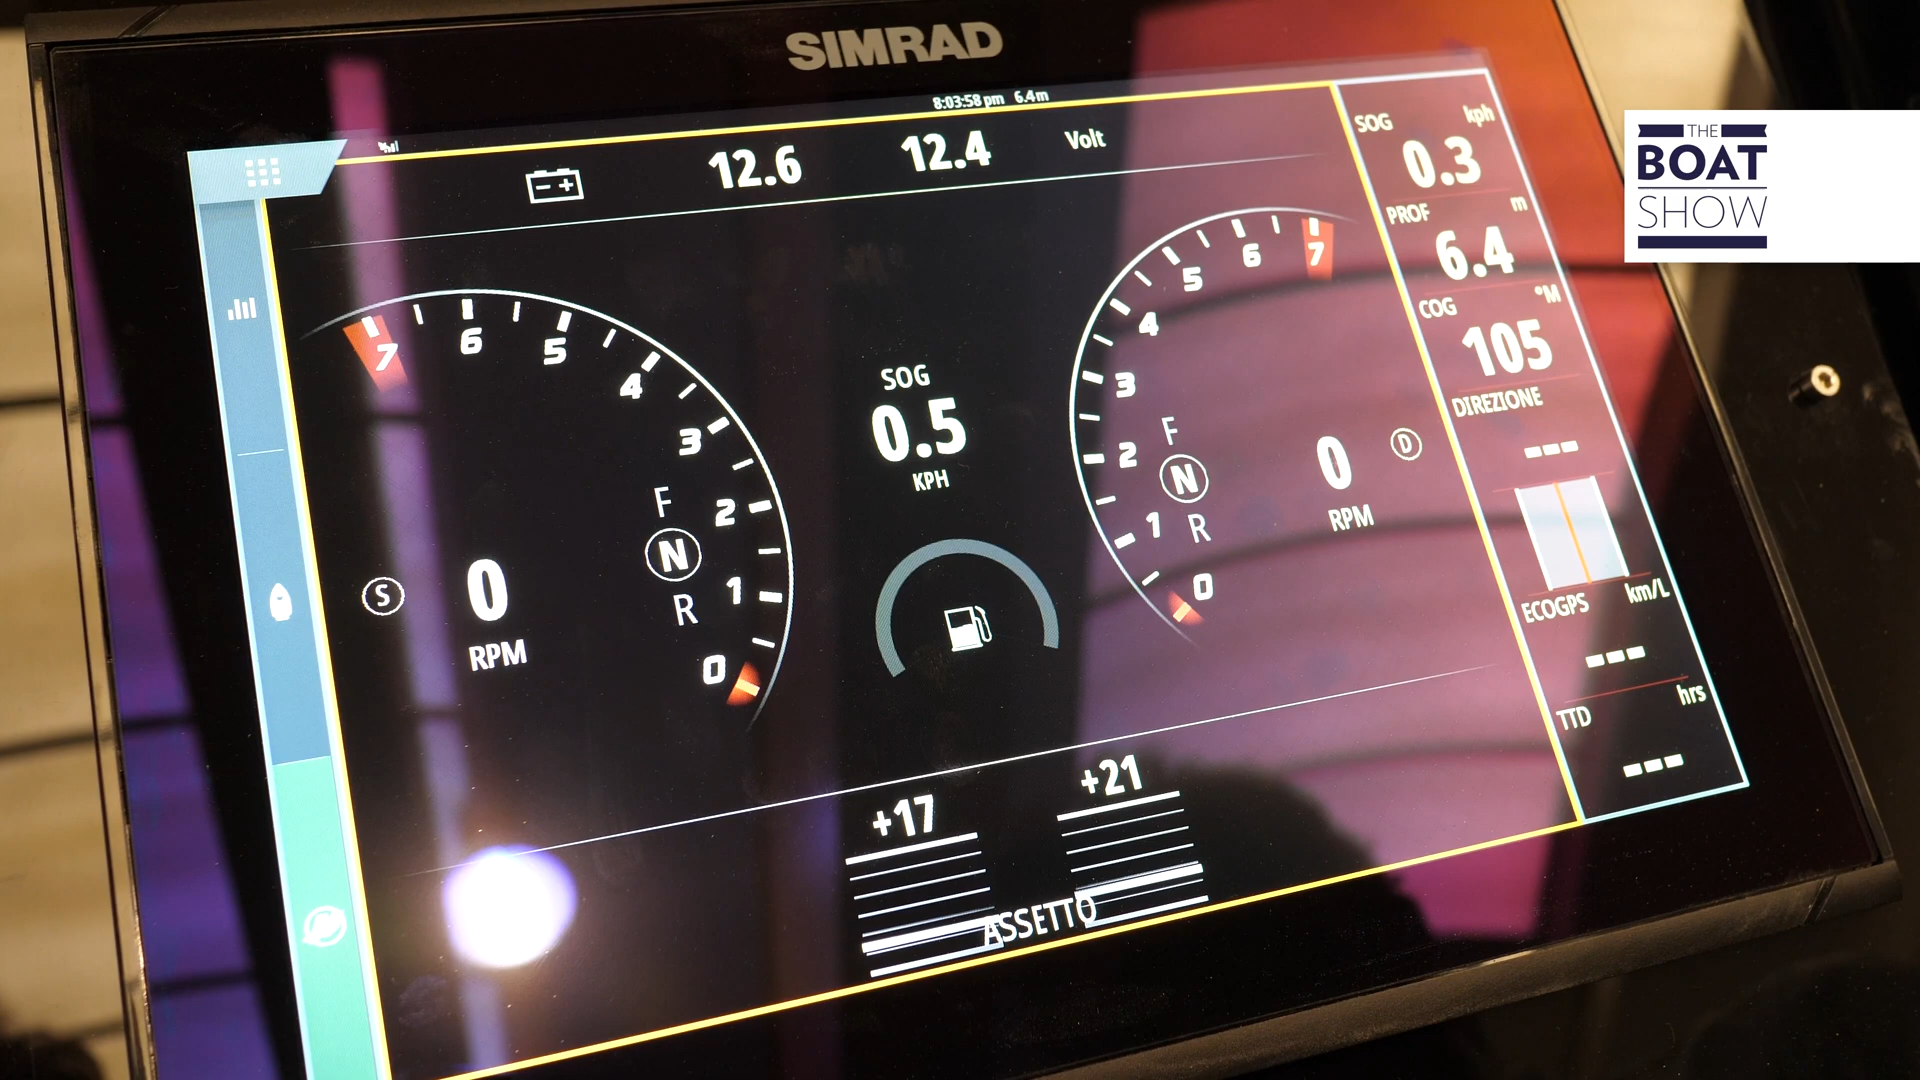 SIMRAD
8:03:58 pm 6.4 m
12.6 12.4 Volt
SOG kph
0.3
PROF m
6.4
COG °M
105
DIREZIONE
---
ECOGPS km/L
---
TTD hrs
---
7 6 5 4 3 2 1 0
F
N
R
S
0
RPM
SOG
0.5
KPH
7 6 5 4 3 2 1 0
F
N
R
0
RPM
D
+17 +21
ASSETTO
THE
BOAT
SHOW